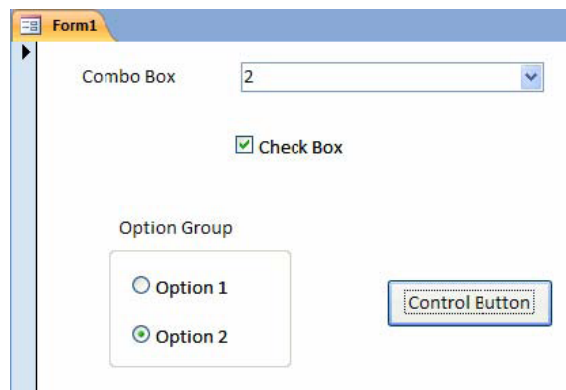 Form1
Combo Box 2
Check Box
Option Group
Option 1
Control Button
Option 2